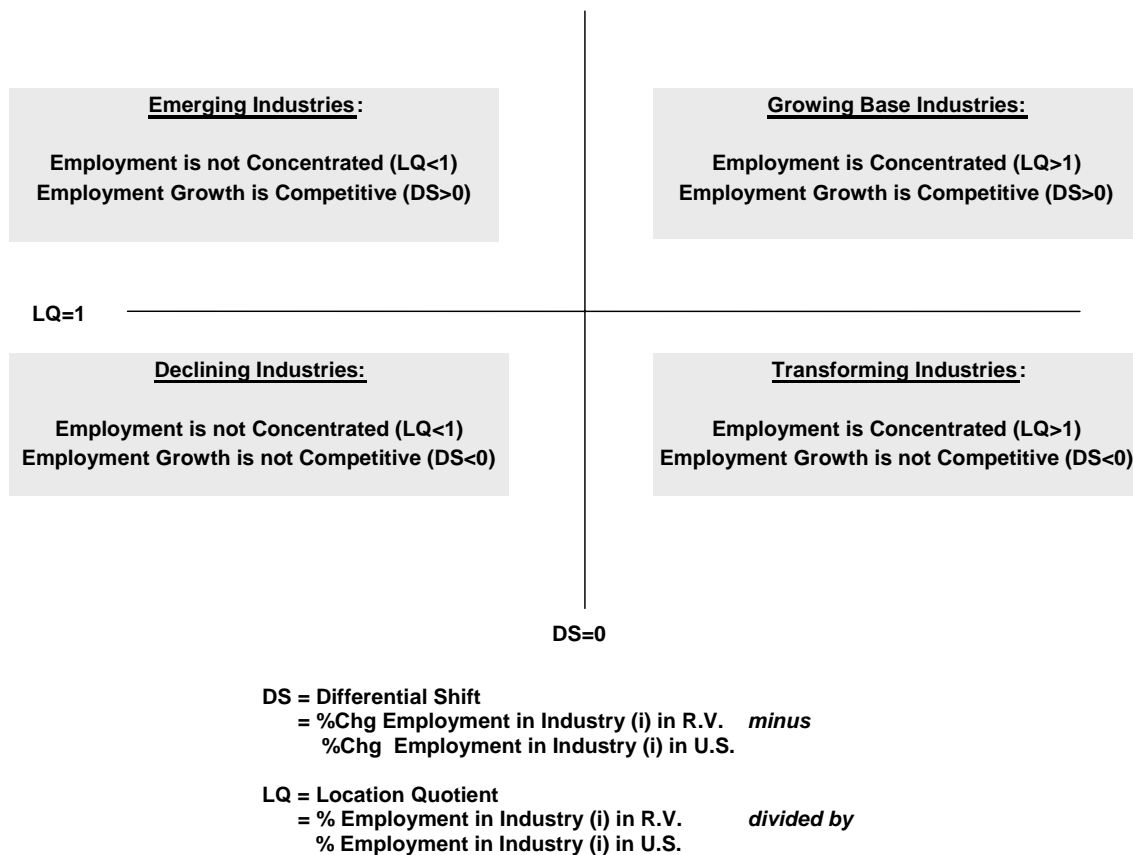 Emerging Industries:
Employment is not Concentrated (LQ<1)
Employment Growth is Competitive (DS>0)
Growing Base Industries:
Employment is Concentrated (LQ>1)
Employment Growth is Competitive (DS>0)
LQ=1
Declining Industries:
Employment is not Concentrated (LQ<1)
Employment Growth is not Competitive (DS<0)
Transforming Industries:
Employment is Concentrated (LQ>1)
Employment Growth is not Competitive (DS<0)
DS=0
DS = Differential Shift
= %Chg Employment in Industry (i) in R.V. minus
%Chg Employment in Industry (i) in U.S.
LQ = Location Quotient
= % Employment in Industry (i) in R.V. divided by
% Employment in Industry (i) in U.S.